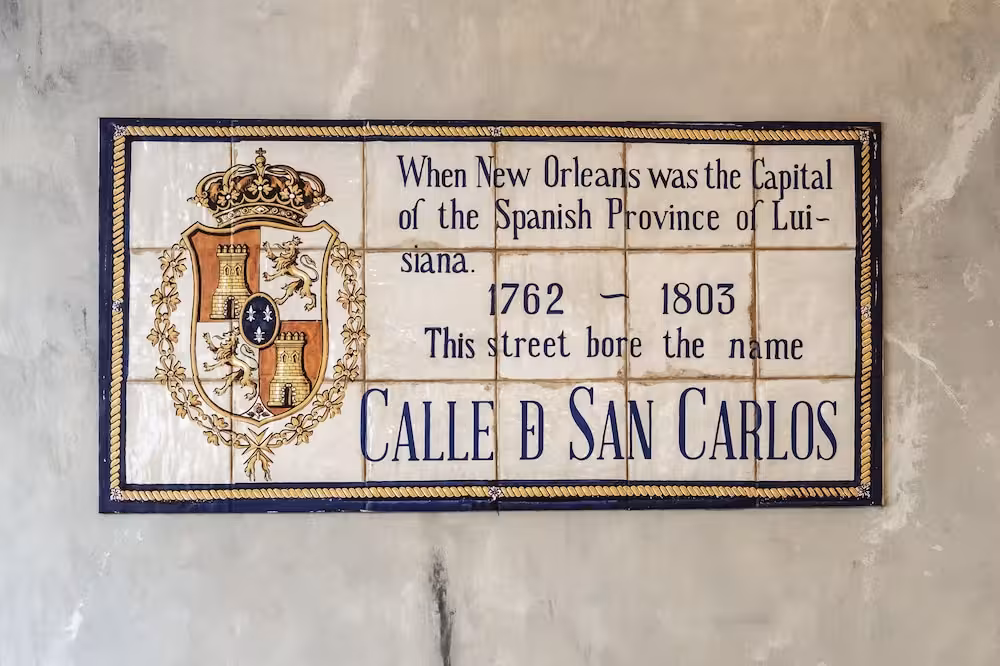 When New Orleans was the Capital
of the Spanish Province of Lui~
siana.
1762 ~ 1803
This street bore the name
CALLE Đ SAN CARLOS